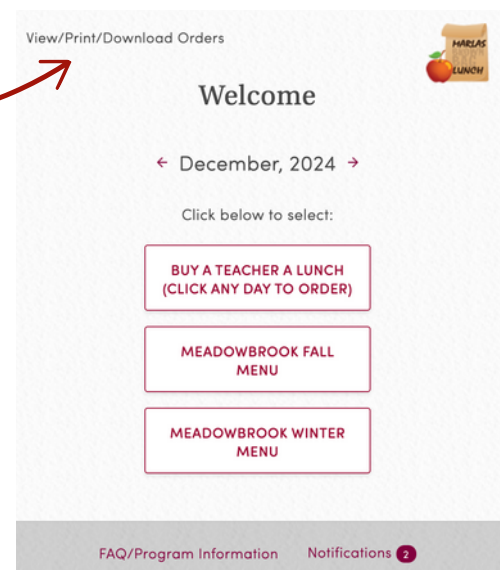 View/Print/Download Orders
MARLAS
LUNCH
Welcome
← December, 2024 →
Click below to select:
BUY A TEACHER A LUNCH
(CLICK ANY DAY TO ORDER)
MEADOWBROOK FALL
MENU
MEADOWBROOK WINTER
MENU
FAQ/Program Information Notifications 2